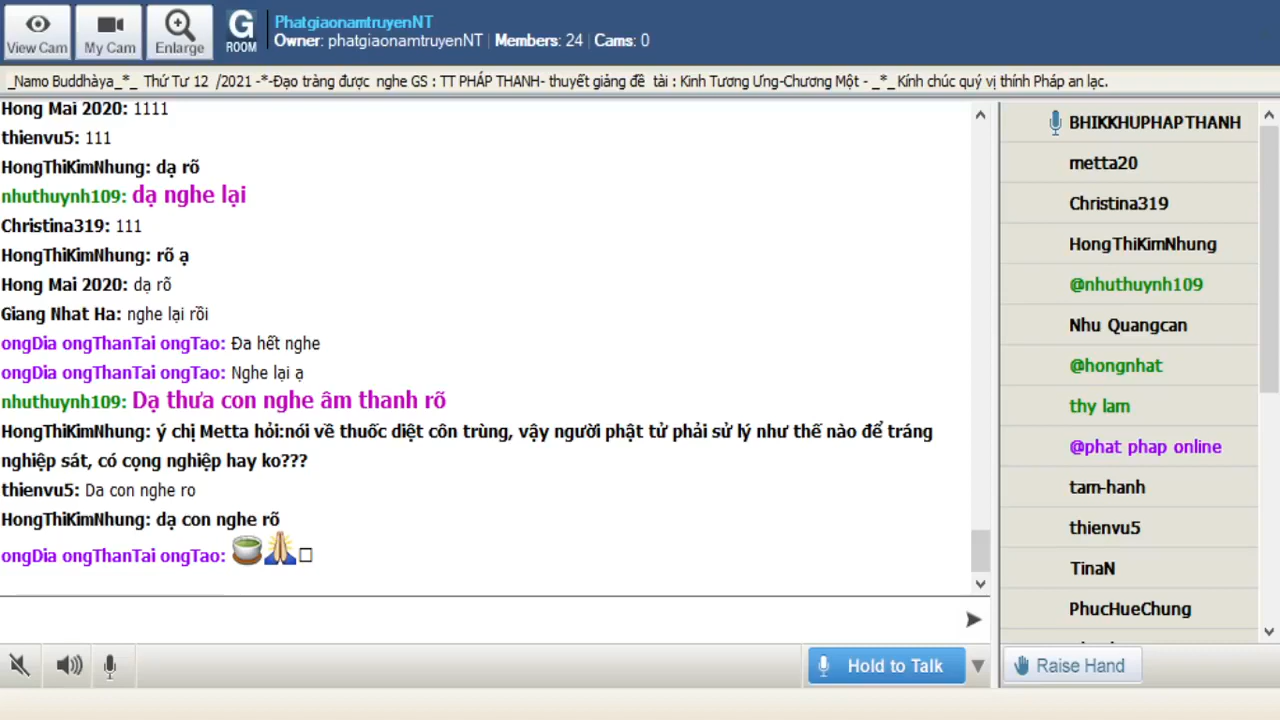 PhatgiaonamtruyenNT
View Cam
My Cam
Enlarge
G
ROOM
Owner: phatgiaonamtruyenNT | Members: 24 | Cams: 0
_Namo Buddhàya_*_ Thứ Tư 12 /2021 -*-Đạo tràng được nghe GS : TT PHÁP THANH- thuyết giảng đề tài : Kinh Tương Ưng-Chương Một - _*_ Kính chúc quý vị thính Pháp an lạc.
Hong Mai 2020: 1111
thienvu5: 111
HongThiKimNhung: dạ rõ
nhuthuynh109: dạ nghe lại
Christina319: 111
HongThiKimNhung: rõ ạ
Hong Mai 2020: dạ rõ
Giang Nhat Ha: nghe lại rồi
ongDia ongThanTai ongTao: Đa hết nghe
ongDia ongThanTai ongTao: Nghe lại ạ
nhuthuynh109: Dạ thưa con nghe âm thanh rõ
HongThiKimNhung: ý chị Metta hỏi:nói về thuốc diệt côn trùng, vậy người phật tử phải sử lý như thế nào để tráng
nghiệp sát, có cọng nghiệp hay ko???
thienvu5: Da con nghe ro
HongThiKimNhung: dạ con nghe rõ
ongDia ongThanTai ongTao: 🍵🙏□
BHIKKHUPHAPTHANH
metta20
Christina319
HongThiKimNhung
@nhuthuynh109
Nhu Quangcan
@hongnhat
thy lam
@phat phap online
tam-hanh
thienvu5
TinaN
PhucHueChung
Hold to Talk
Raise Hand